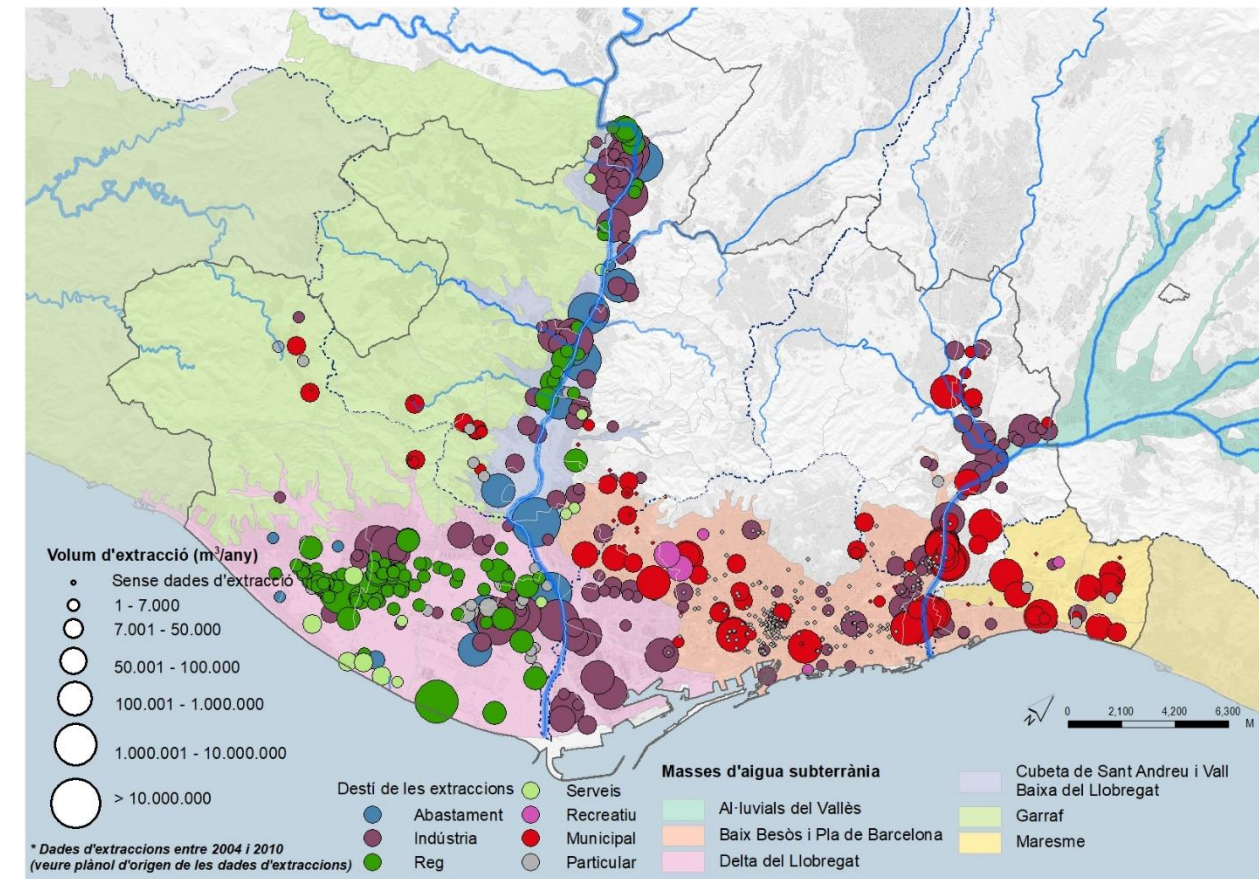 Volum d'extracció (m³/any)
Sense dades d'extracció
1 - 7.000
7.001 - 50.000
50.001 - 100.000
100.001 - 1.000.000
1.000.001 - 10.000.000
> 10.000.000
* Dades d'extraccions entre 2004 i 2010
(veure plànol d'origen de les dades d'extraccions)
Destí de les extraccions
Abastament
Indústria
Reg
Serveis
Recreatiu
Municipal
Particular
Masses d'aigua subterrània
Al·luvials del Vallès
Baix Besòs i Pla de Barcelona
Delta del Llobregat
Cubeta de Sant Andreu i Vall
Baixa del Llobregat
Garraf
Maresme
N
0 2,100 4,200 6,300
M